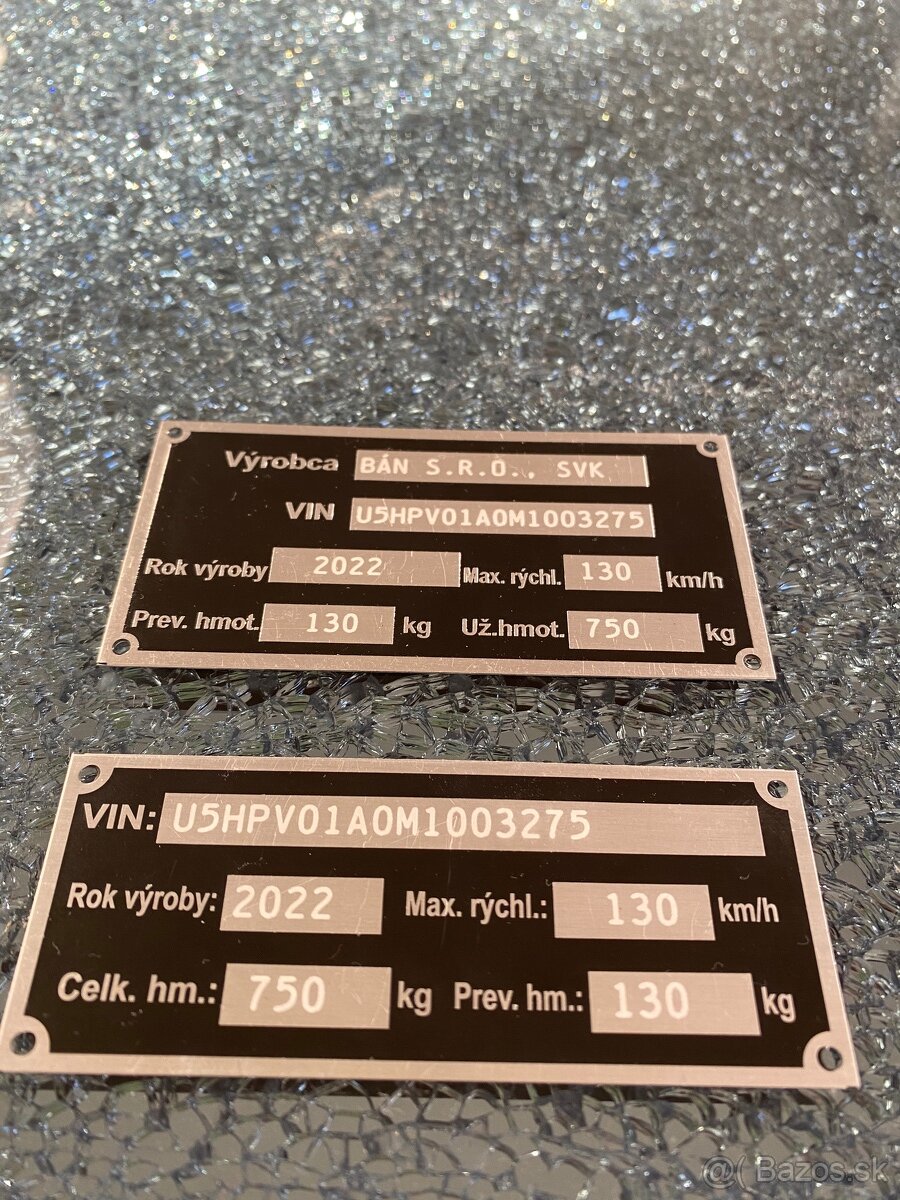 Výrobca BÁN S.R.O., SVK
VIN U5HPV01A0M1003275
Rok výroby 2022 Max. rýchl. 130 km/h
Prev. hmot. 130 kg Už.hmot. 750 kg
VIN: U5HPV01A0M1003275
Rok výroby: 2022 Max. rýchl.: 130 km/h
Celk. hm.: 750 kg Prev. hm.: 130 kg
@( Bazos.sk